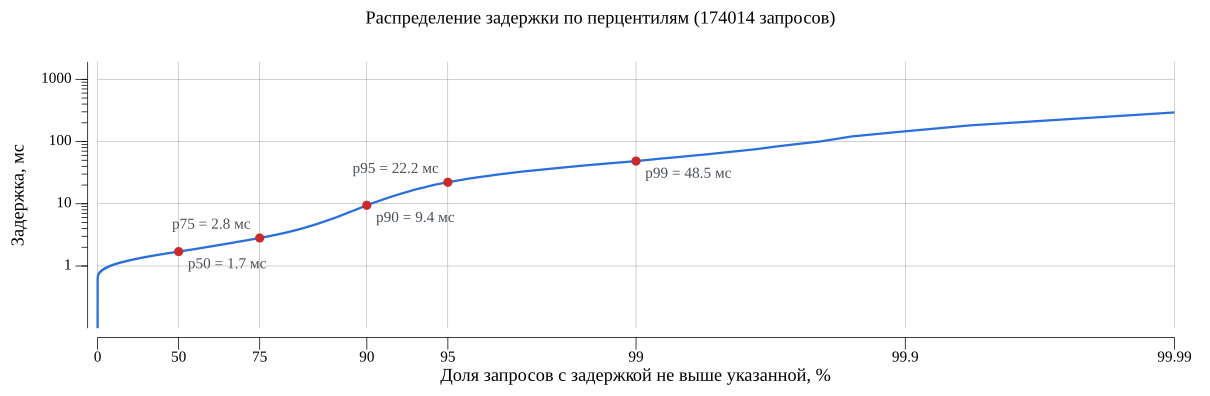 Распределение задержки по перцентилям (174014 запросов)
Задержка, мс
1000
100
10
1
p50 = 1.7 мс
p75 = 2.8 мс
p90 = 9.4 мс
p95 = 22.2 мс
p99 = 48.5 мс
0 50 75 90 95 99 99.9 99.99
Доля запросов с задержкой не выше указанной, %